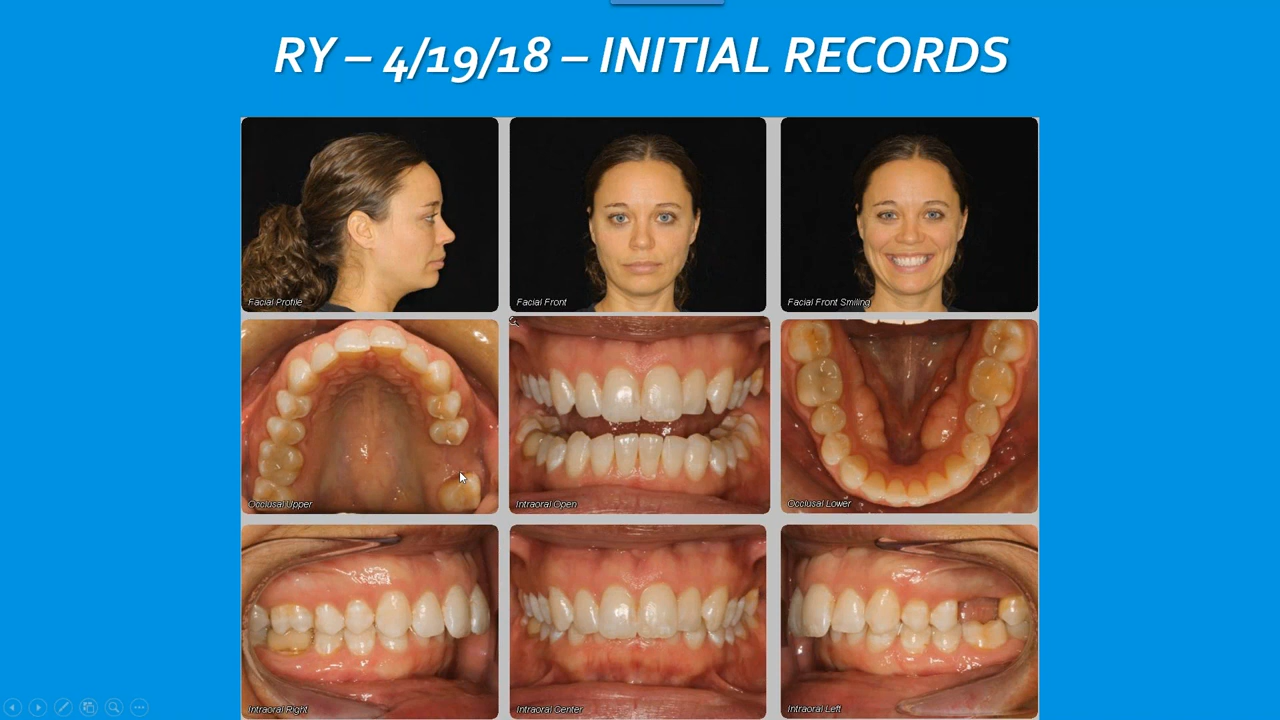 RY – 4/19/18 – INITIAL RECORDS
Facial Profile
Facial Front
Facial Front Smiling
Occlusal Upper
Intraoral Open
Occlusal Lower
Intraoral Right
Intraoral Center
Intraoral Left